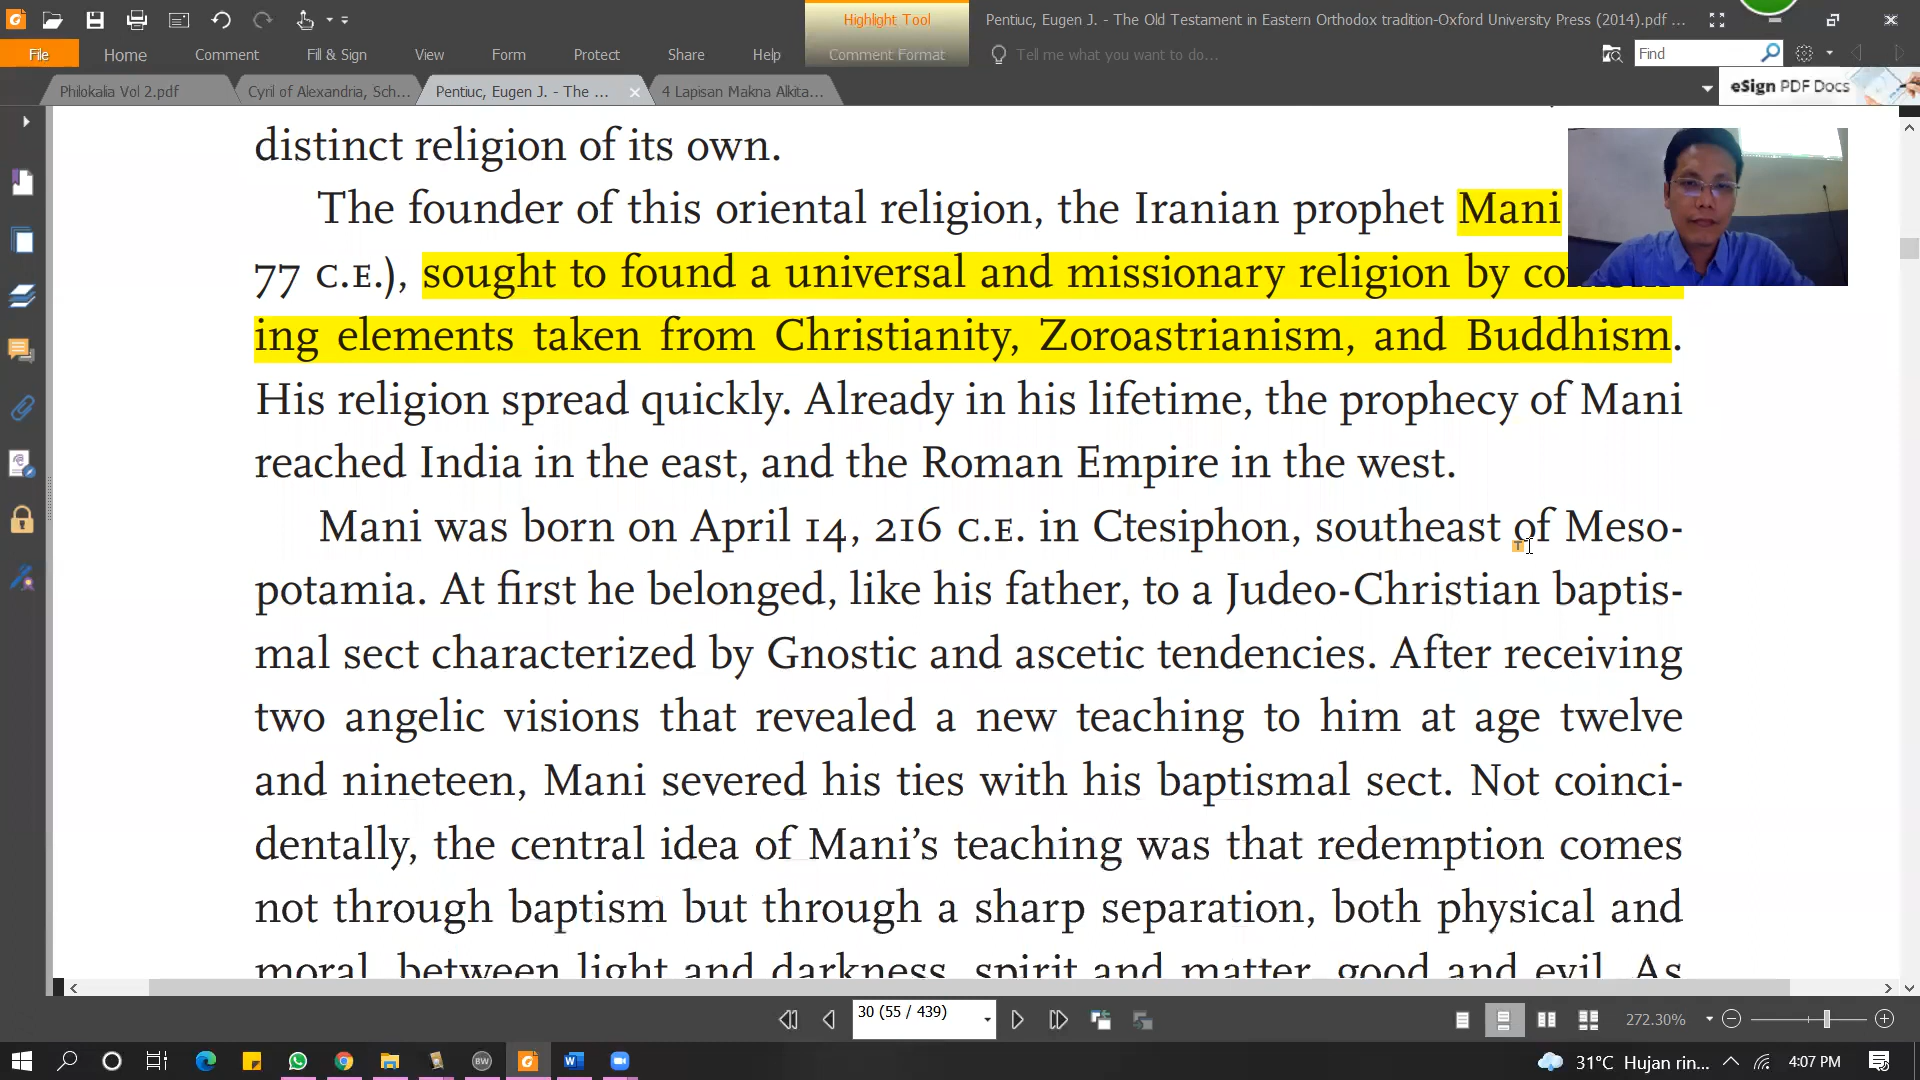 Highlight Tool
Pentiuc, Eugen J. - The Old Testament in Eastern Orthodox tradition-Oxford University Press (2014).pdf ...
File
Home
Comment
Fill & Sign
View
Form
Protect
Share
Help
Comment Format
Tell me what you want to do...
Find
Philokalia Vol 2.pdf
Cyril of Alexandria, Sch...
Pentiuc, Eugen J. - The ...
4 Lapisan Makna Alkita...
eSign PDF Docs
distinct religion of its own.
The founder of this oriental religion, the Iranian prophet Mani
77 C.E.), sought to found a universal and missionary religion by
ing elements taken from Christianity, Zoroastrianism, and Buddhism.
His religion spread quickly. Already in his lifetime, the prophecy of Mani
reached India in the east, and the Roman Empire in the west.
Mani was born on April 14, 216 C.E. in Ctesiphon, southeast of Meso-
potamia. At first he belonged, like his father, to a Judeo-Christian baptis-
mal sect characterized by Gnostic and ascetic tendencies. After receiving
two angelic visions that revealed a new teaching to him at age twelve
and nineteen, Mani severed his ties with his baptismal sect. Not coinci-
dentally, the central idea of Mani's teaching was that redemption comes
not through baptism but through a sharp separation, both physical and
moral, between light and darkness, spirit and matter, good and evil. As
30 (55 / 439)
272.30%
BW
31°C Hujan rin...
4:07 PM